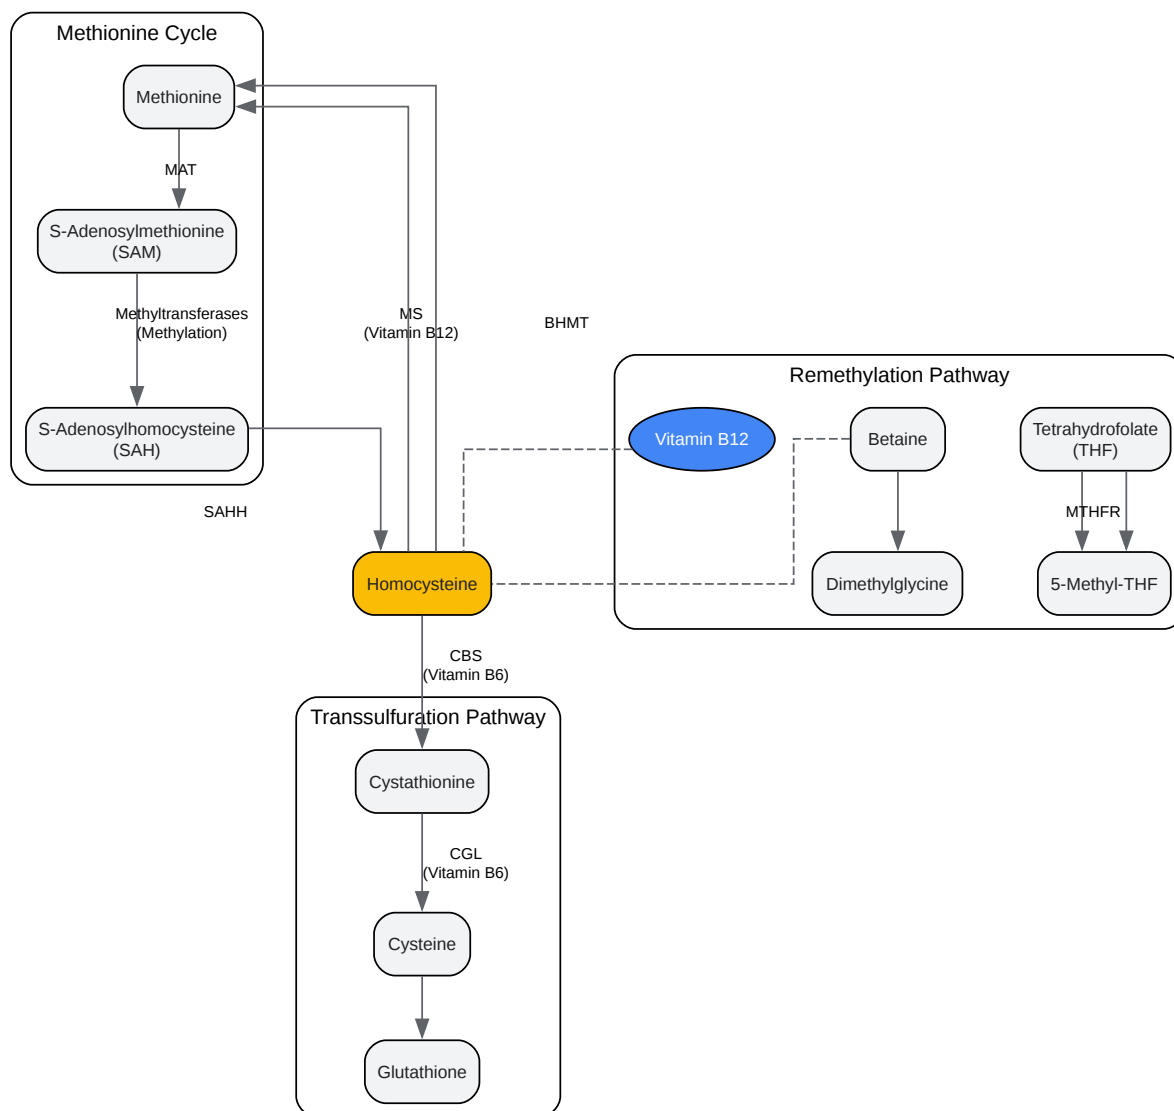 Methionine Cycle
Methionine
MAT
S-Adenosylmethionine
(SAM)
Methyltransferases
(Methylation)
MS
(Vitamin B12)
BHMT
Remethylation Pathway
S-Adenosylhomocysteine
(SAH)
Vitamin B12
Betaine
Tetrahydrofolate
(THF)
SAHH
MTHFR
Homocysteine
Dimethylglycine
5-Methyl-THF
CBS
(Vitamin B6)
Transsulfuration Pathway
Cystathionine
CGL
(Vitamin B6)
Cysteine
Glutathione